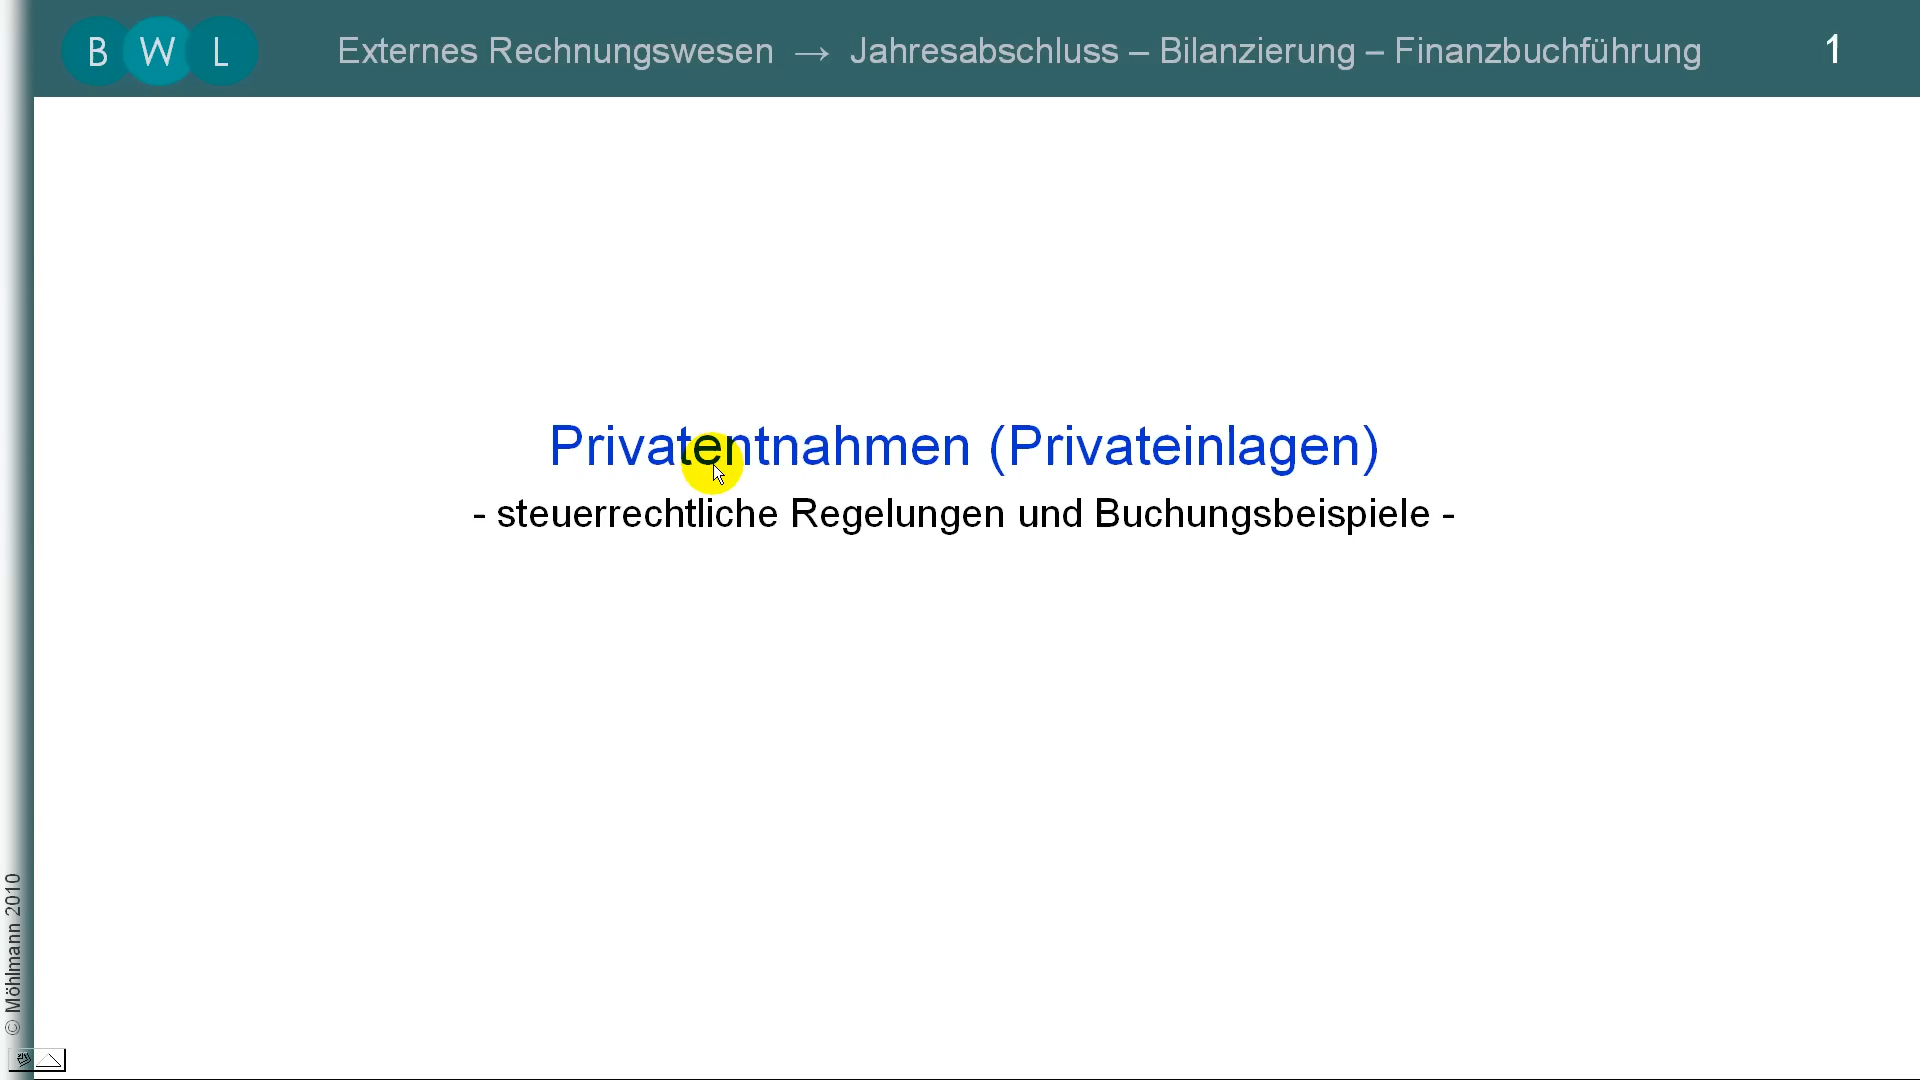 B W L
Externes Rechnungswesen → Jahresabschluss – Bilanzierung – Finanzbuchführung
1
Privatentnahmen (Privateinlagen)
- steuerrechtliche Regelungen und Buchungsbeispiele -
© Möhlmann 2010